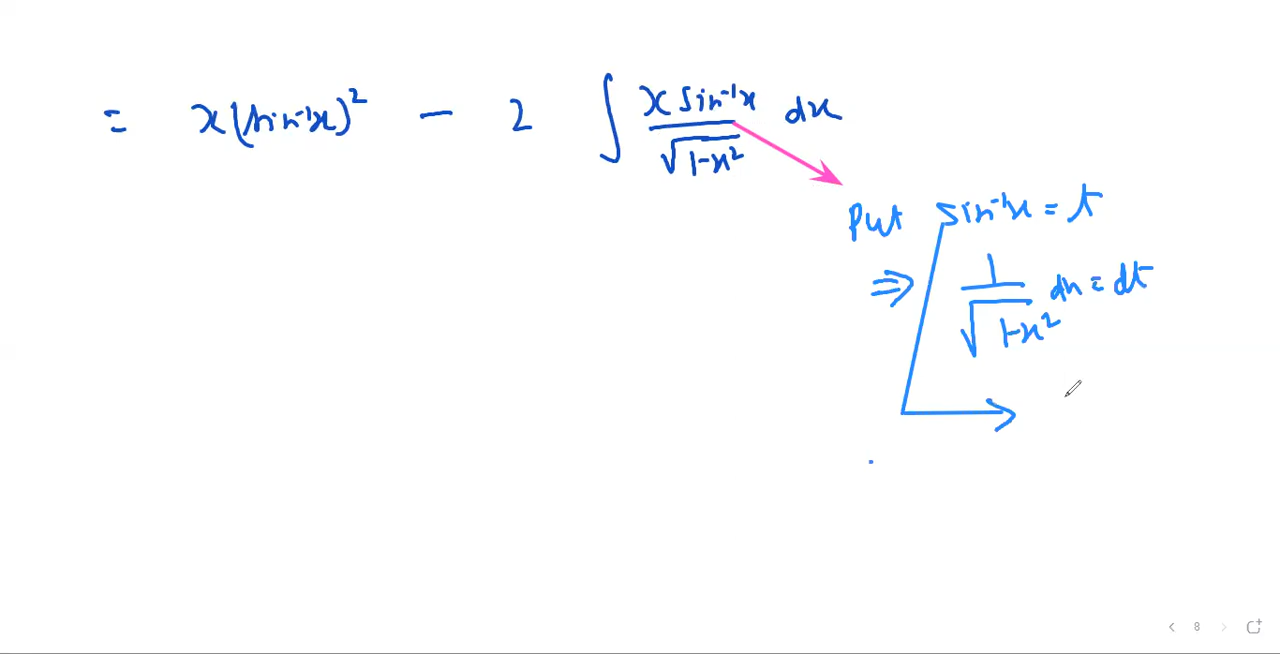 = x(sin⁻¹x)² − 2 ∫ x sin⁻¹x / √(1-x²) dx
Put sin⁻¹x = t
⇒ 1/√(1-x²) dx = dt
8